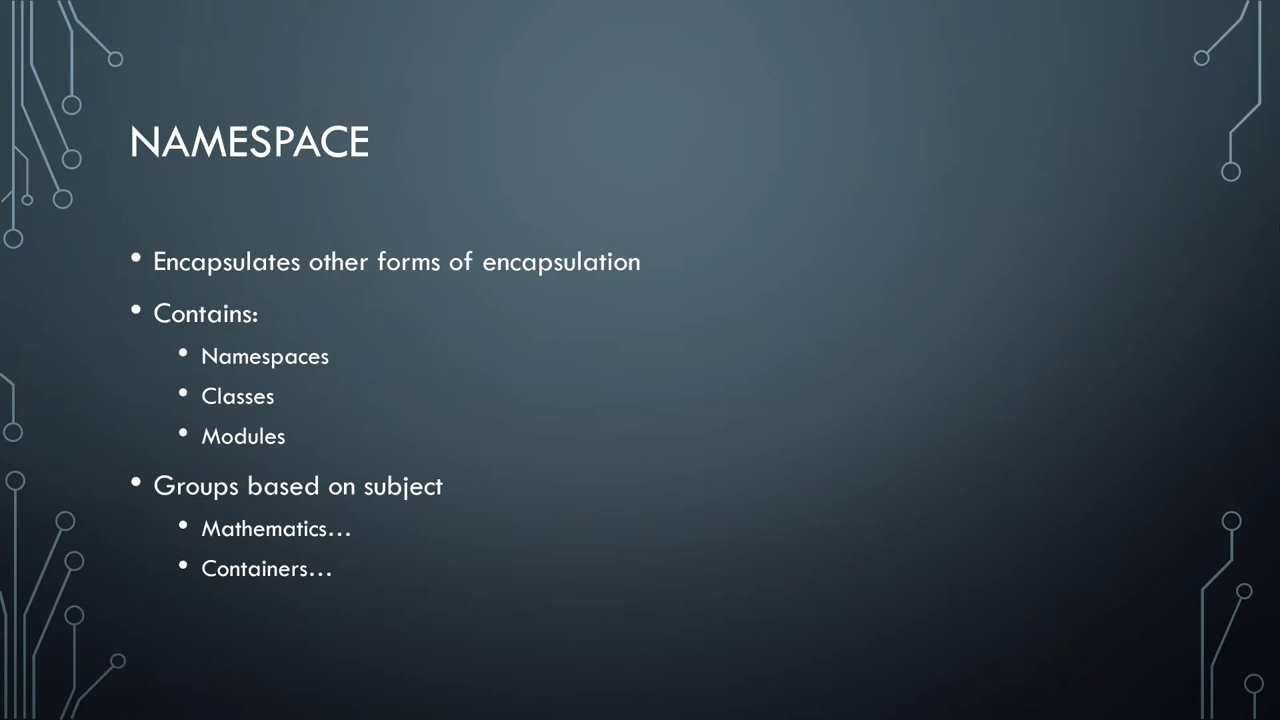 NAMESPACE
• Encapsulates other forms of encapsulation
• Contains:
• Namespaces
• Classes
• Modules
• Groups based on subject
• Mathematics…
• Containers…